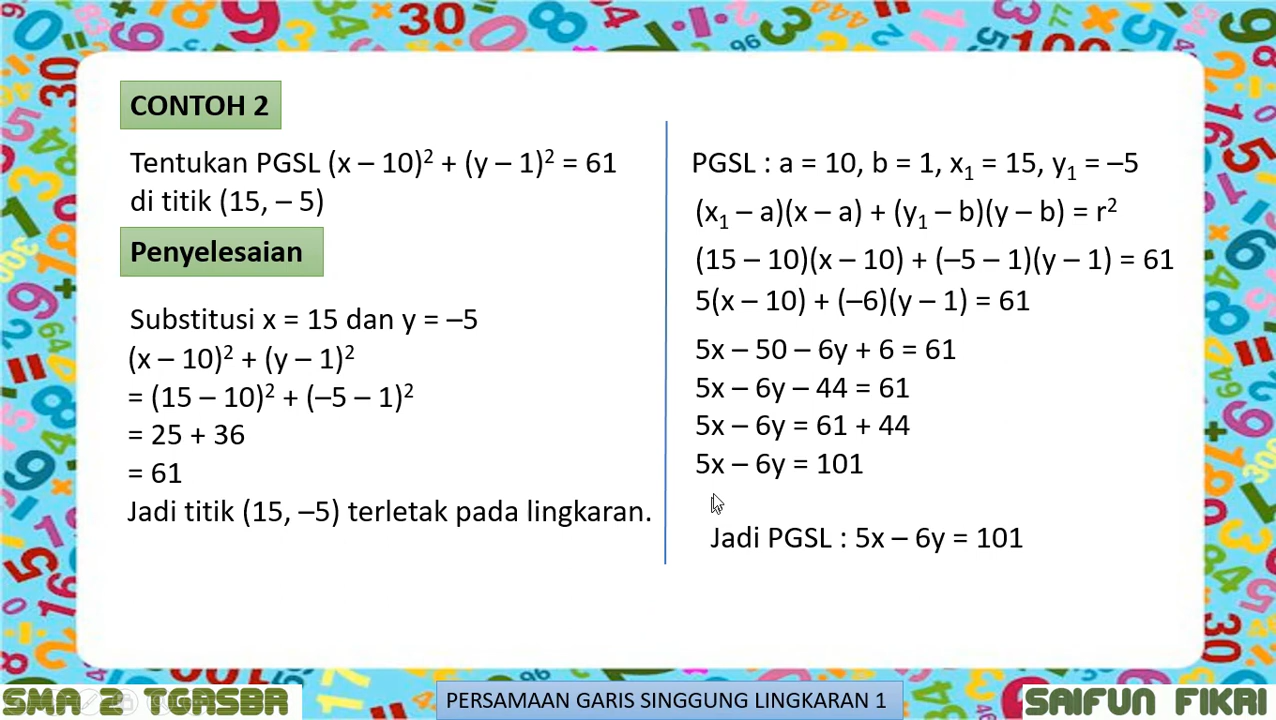 CONTOH 2
Tentukan PGSL (x – 10)² + (y – 1)² = 61
di titik (15, – 5)
Penyelesaian
Substitusi x = 15 dan y = –5
(x – 10)² + (y – 1)²
= (15 – 10)² + (–5 – 1)²
= 25 + 36
= 61
Jadi titik (15, –5) terletak pada lingkaran.
PGSL : a = 10, b = 1, x₁ = 15, y₁ = –5
(x₁ – a)(x – a) + (y₁ – b)(y – b) = r²
(15 – 10)(x – 10) + (–5 – 1)(y – 1) = 61
5(x – 10) + (–6)(y – 1) = 61
5x – 50 – 6y + 6 = 61
5x – 6y – 44 = 61
5x – 6y = 61 + 44
5x – 6y = 101
Jadi PGSL : 5x – 6y = 101
SMA 2 TGRSBR
PERSAMAAN GARIS SINGGUNG LINGKARAN 1
SAIFUN FIKRI